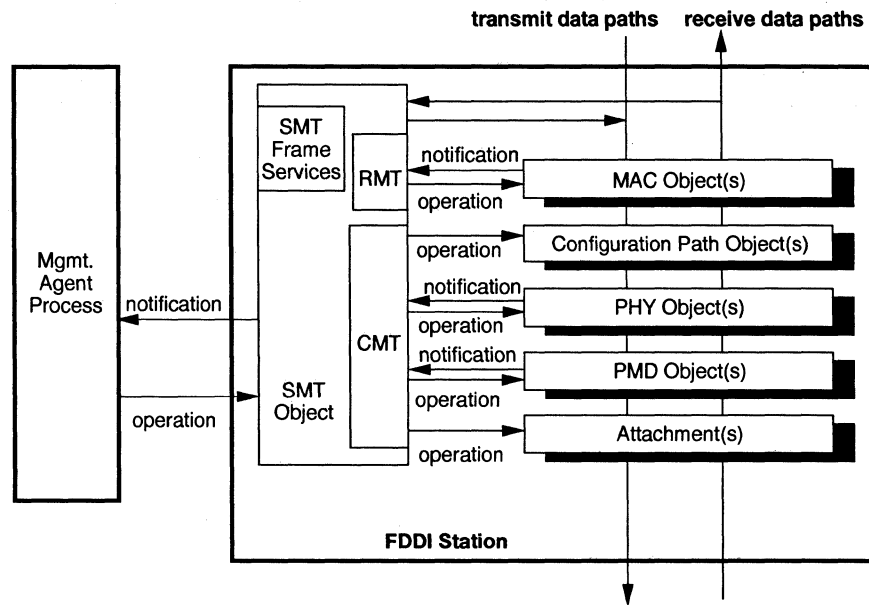 transmit data paths
receive data paths
SMT
Frame
Services
RMT
notification
operation
MAC Object(s)
operation
Configuration Path Object(s)
Mgmt.
Agent
Process
notification
operation
CMT
notification
operation
PHY Object(s)
notification
operation
PMD Object(s)
SMT
Object
operation
Attachment(s)
FDDI Station